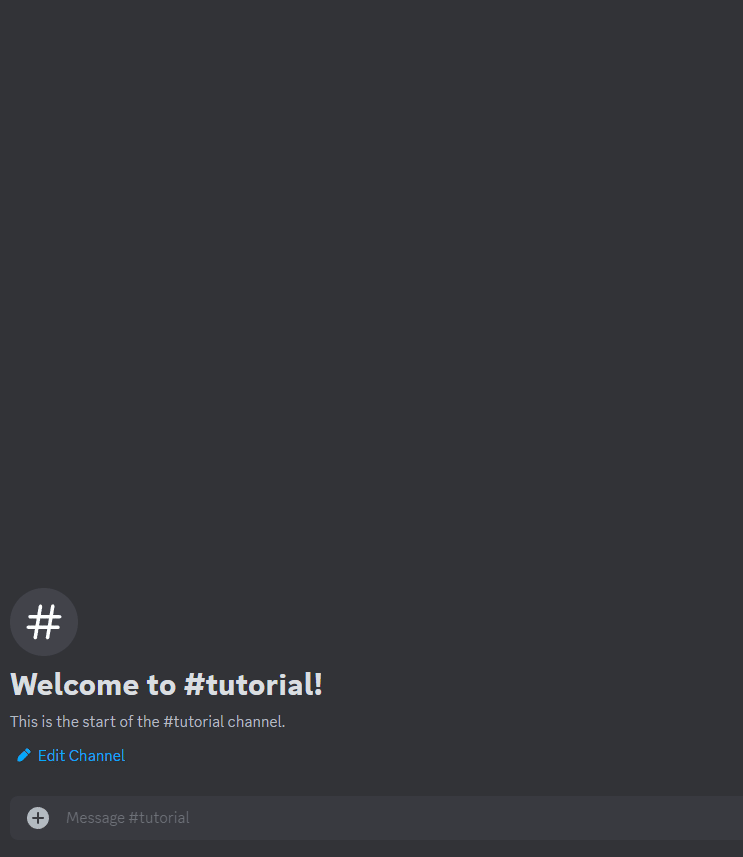 #
Welcome to #tutorial!
This is the start of the #tutorial channel.
Edit Channel
Message #tutorial